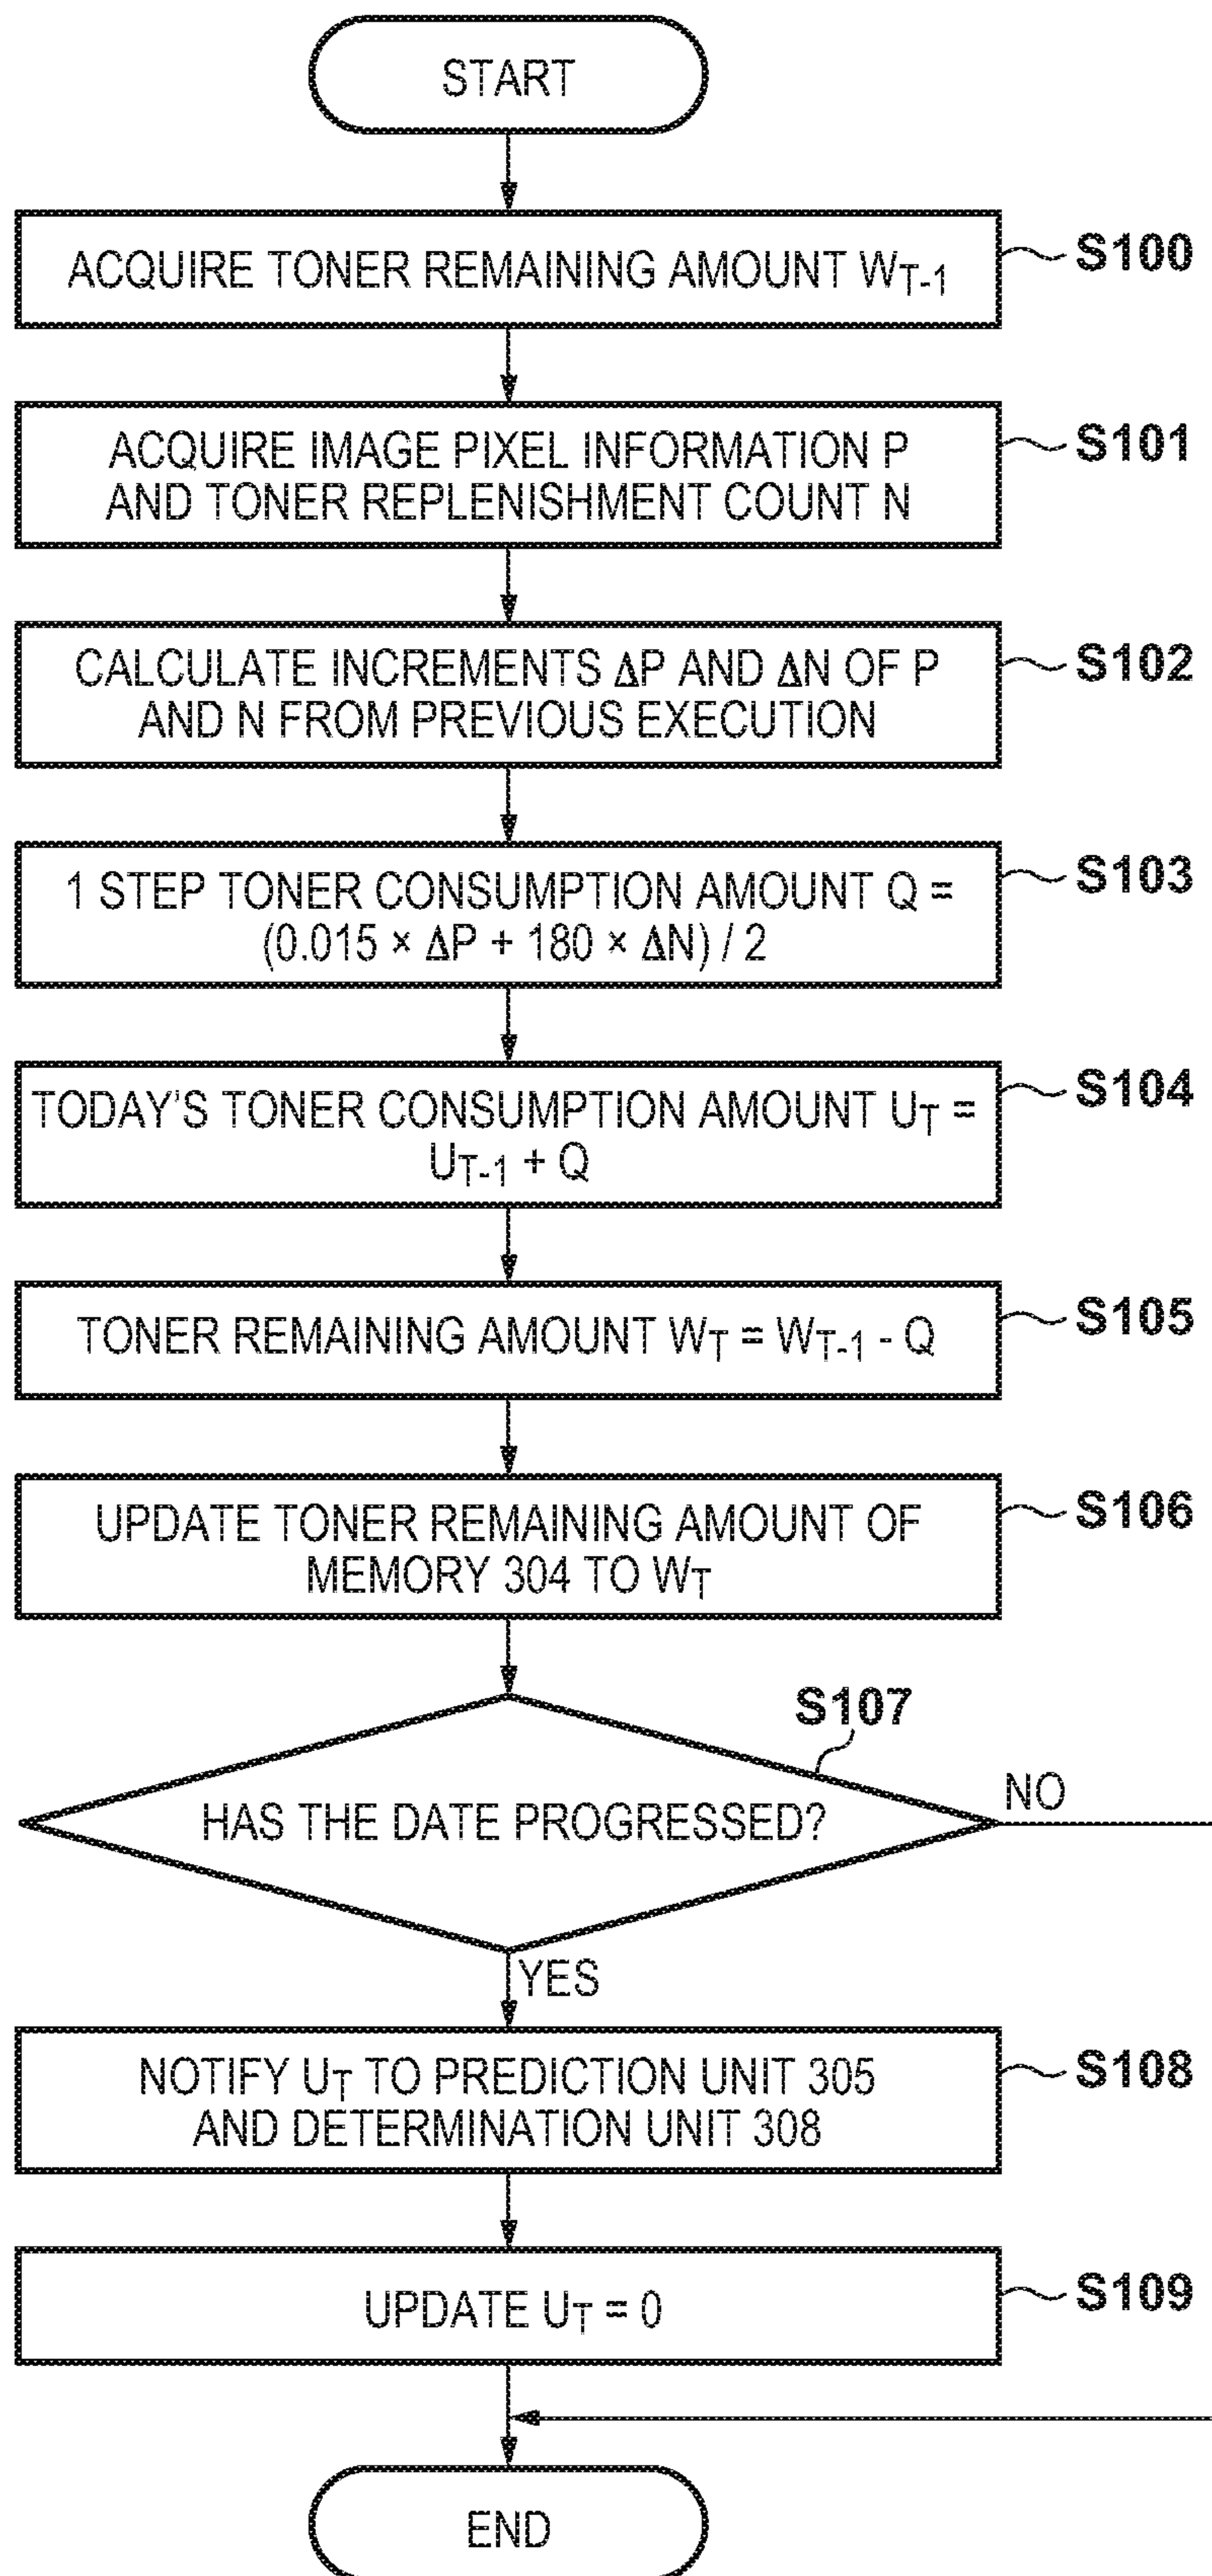 START
ACQUIRE TONER REMAINING AMOUNT WT-1
S100
ACQUIRE IMAGE PIXEL INFORMATION P
AND TONER REPLENISHMENT COUNT N
S101
CALCULATE INCREMENTS ΔP AND ΔN OF P
AND N FROM PREVIOUS EXECUTION
S102
1 STEP TONER CONSUMPTION AMOUNT Q =
(0.015 × ΔP + 180 × ΔN) / 2
S103
TODAY'S TONER CONSUMPTION AMOUNT UT =
UT-1 + Q
S104
TONER REMAINING AMOUNT WT = WT-1 - Q
S105
UPDATE TONER REMAINING AMOUNT OF
MEMORY 304 TO WT
S106
S107
HAS THE DATE PROGRESSED?
NO
YES
NOTIFY UT TO PREDICTION UNIT 305
AND DETERMINATION UNIT 308
S108
UPDATE UT = 0
S109
END